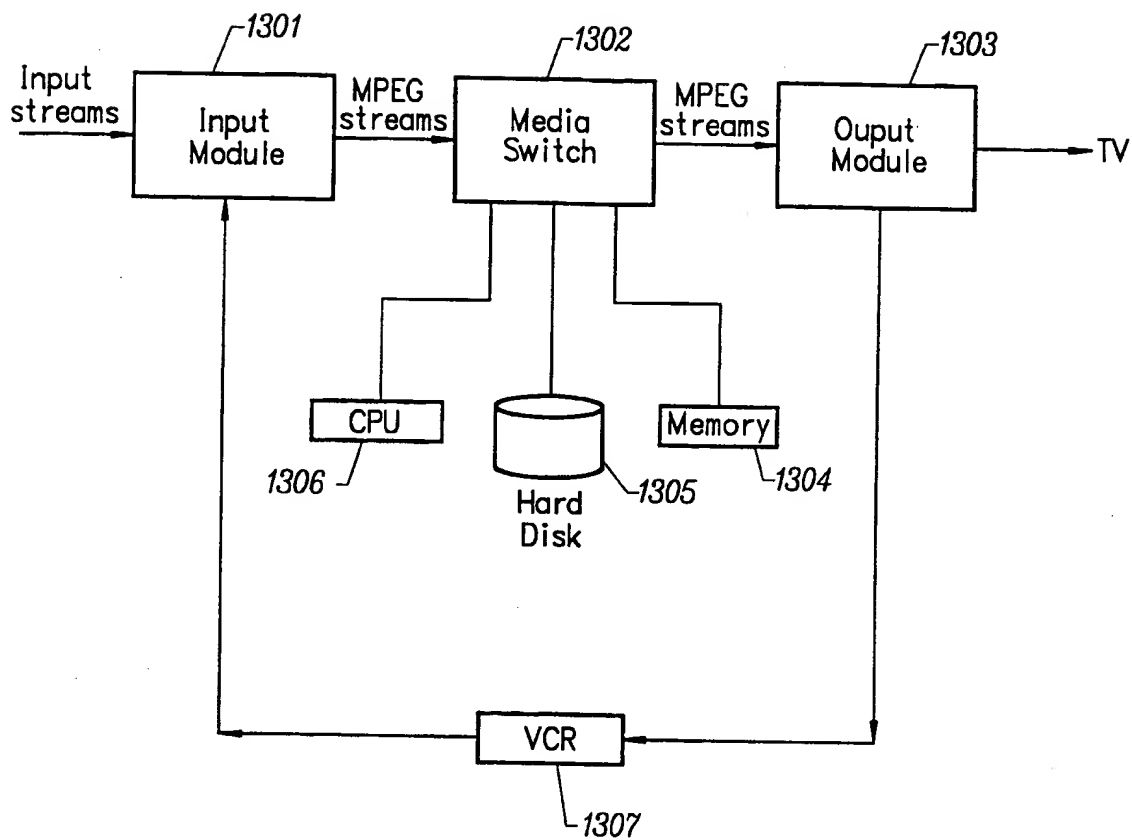 1301
1302
1303
Input
streams
Input
Module
MPEG
streams
Media
Switch
MPEG
streams
Ouput
Module
TV
CPU
1306
Hard
Disk
1305
Memory
1304
VCR
1307